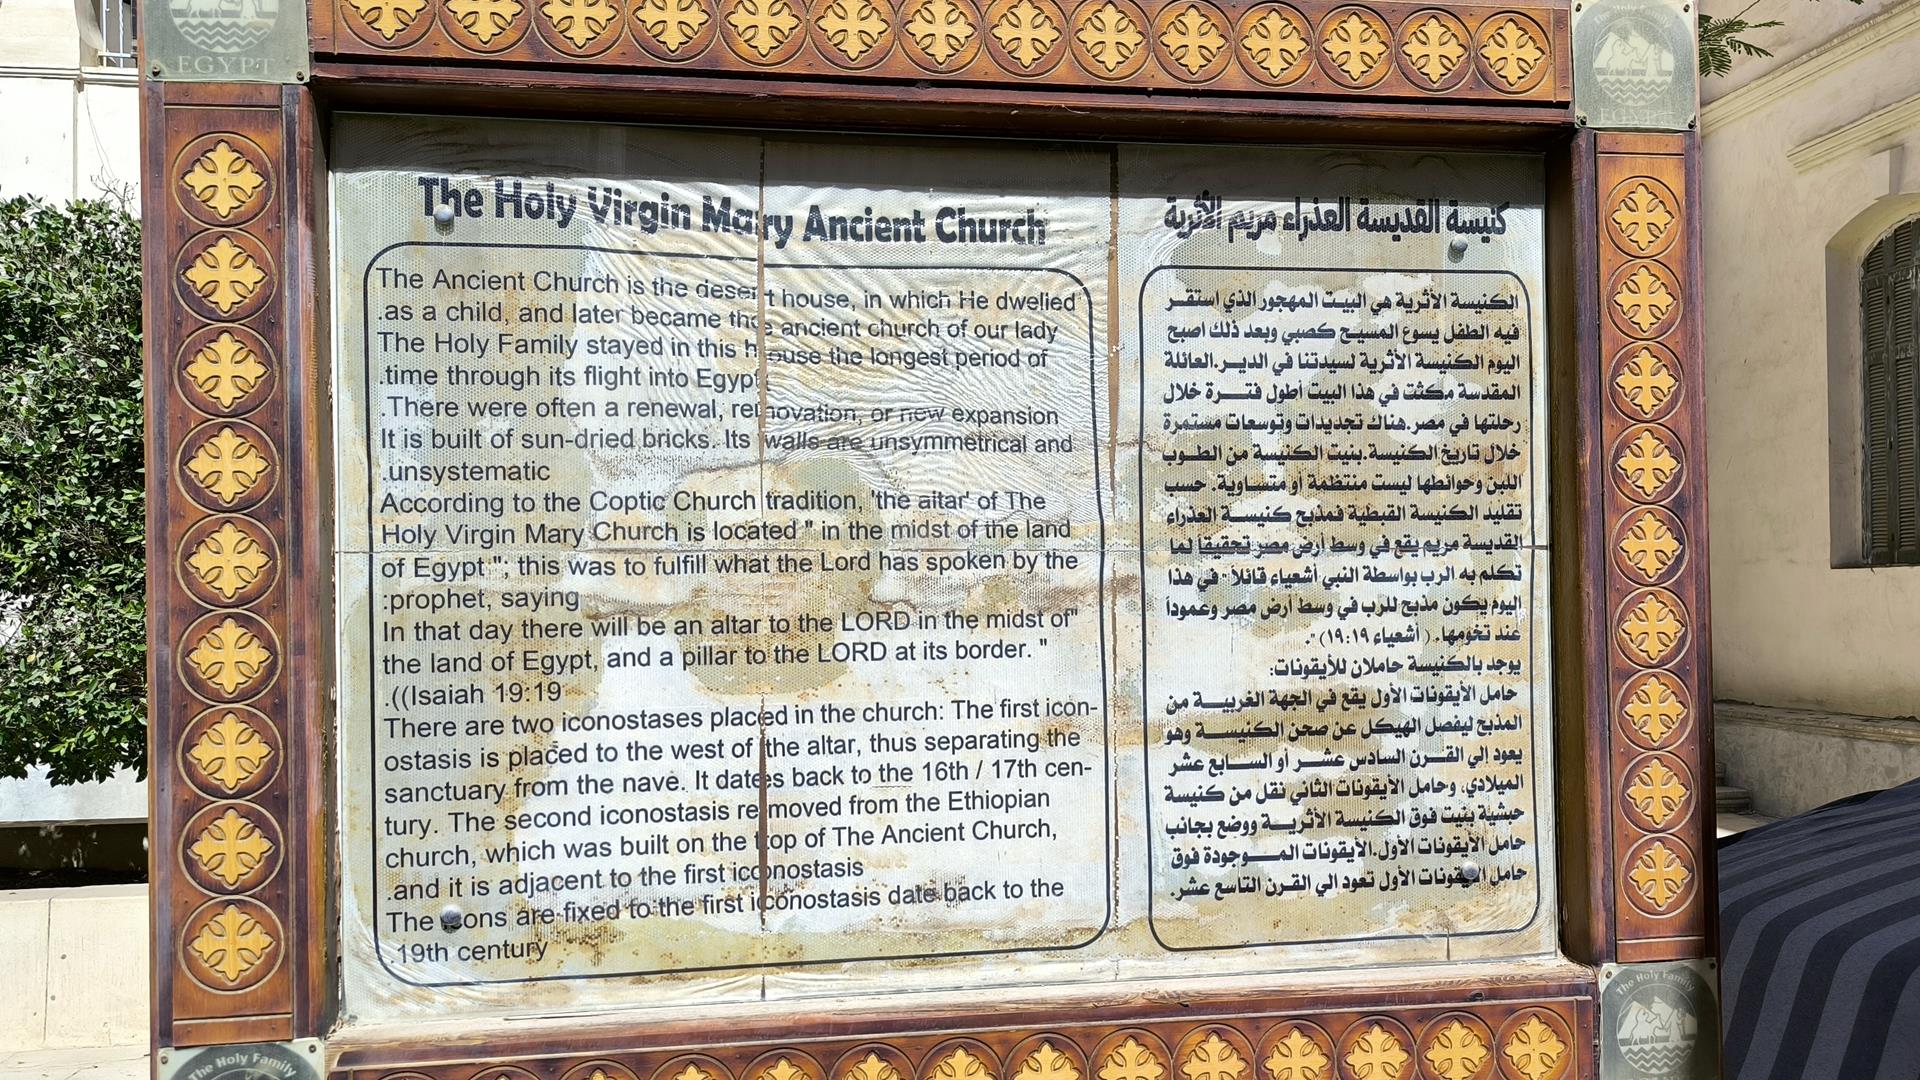 EGYPT
The Holy Family
EGYPT
The Holy Virgin Mary Ancient Church
The Ancient Church is the desert house, in which He dwelied
.as a child, and later became the ancient church of our lady
The Holy Family stayed in this house the longest period of
.time through its flight into Egypt
.There were often a renewal, renovation, or new expansion
It is built of sun-dried bricks. Its walls are unsymmetrical and
.unsystematic
According to the Coptic Church tradition, 'the altar' of The
Holy Virgin Mary Church is located " in the midst of the land
of Egypt "; this was to fulfill what the Lord has spoken by the
:prophet, saying
In that day there will be an altar to the LORD in the midst of"
the land of Egypt, and a pillar to the LORD at its border. "
.((Isaiah 19:19
There are two iconostases placed in the church: The first icon-
ostasis is placed to the west of the altar, thus separating the
sanctuary from the nave. It dates back to the 16th / 17th cen-
tury. The second iconostasis removed from the Ethiopian
church, which was built on the top of The Ancient Church,
.and it is adjacent to the first iconostasis
The icons are fixed to the first iconostasis date back to the
.19th century
كنيسة القديسة العذراء مريم الأثرية
الكنيسة الأثرية هي البيت المهجور الذي استقر
فيه الطفل يسوع المسيح كصبي وبعد ذلك اصبح
اليوم الكنيسة الأثرية لسيدتنا في الدير.العائلة
المقدسة مكثت في هذا البيت أطول فترة خلال
رحلتها في مصر.هناك تجديدات وتوسعات مستمرة
خلال تاريخ الكنيسة.بنيت الكنيسة من الطوب
اللبن وحوائطها ليست منتظمة أو متساوية. حسب
تقليد الكنيسة القبطية فمذبح كنيسة العذراء
القديسة مريم يقع في وسط أرض مصر تحقيقاً لما
تكلم به الرب بواسطة النبي أشعياء قائلاً "في هذا
اليوم يكون مذبح للرب في وسط أرض مصر وعموداً
عند تخومها. ( أشعياء ١٩:١٩)".
يوجد بالكنيسة حاملان للأيقونات:
حامل الأيقونات الأول يقع في الجهة الغربية من
المذبح ليفصل الهيكل عن صحن الكنيسة وهو
يعود إلي القرن السادس عشر أو السابع عشر
الميلادي. وحامل الأيقونات الثاني نقل من كنيسة
حبشية بنيت فوق الكنيسة الأثرية ووضع بجانب
حامل الأيقونات الأول.الأيقونات الموجودة فوق
حامل الأيقونات الأول تعود الي القرن التاسع عشر.
The Holy Family
The Holy Family